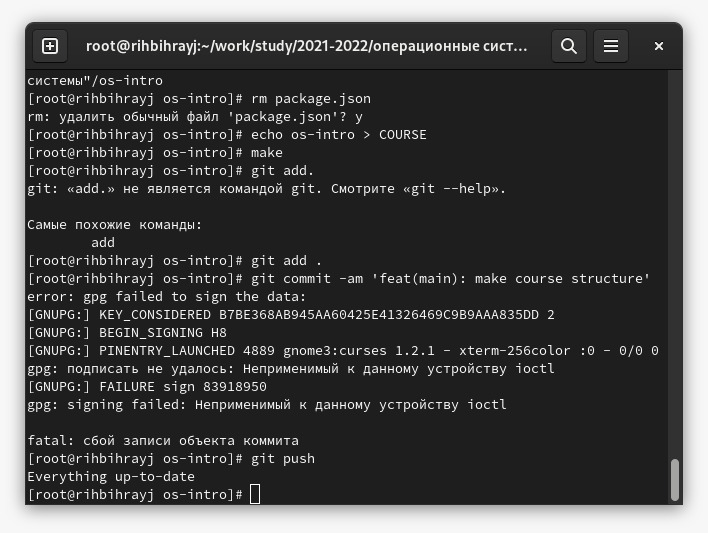 root@rihbihrayj:~/work/study/2021-2022/операционные сист…
системы"/os-intro
[root@rihbihrayj os-intro]# rm package.json
rm: удалить обычный файл 'package.json'? y
[root@rihbihrayj os-intro]# echo os-intro > COURSE
[root@rihbihrayj os-intro]# make
[root@rihbihrayj os-intro]# git add.
git: «add.» не является командой git. Смотрите «git --help».
Самые похожие команды:
add
[root@rihbihrayj os-intro]# git add .
[root@rihbihrayj os-intro]# git commit -am 'feat(main): make course structure'
error: gpg failed to sign the data:
[GNUPG:] KEY_CONSIDERED B7BE368AB945AA60425E41326469C9B9AAA835DD 2
[GNUPG:] BEGIN_SIGNING H8
[GNUPG:] PINENTRY_LAUNCHED 4889 gnome3:curses 1.2.1 - xterm-256color :0 - 0/0 0
gpg: подписать не удалось: Неприменимый к данному устройству ioctl
[GNUPG:] FAILURE sign 83918950
gpg: signing failed: Неприменимый к данному устройству ioctl
fatal: сбой записи объекта коммита
[root@rihbihrayj os-intro]# git push
Everything up-to-date
[root@rihbihrayj os-intro]#